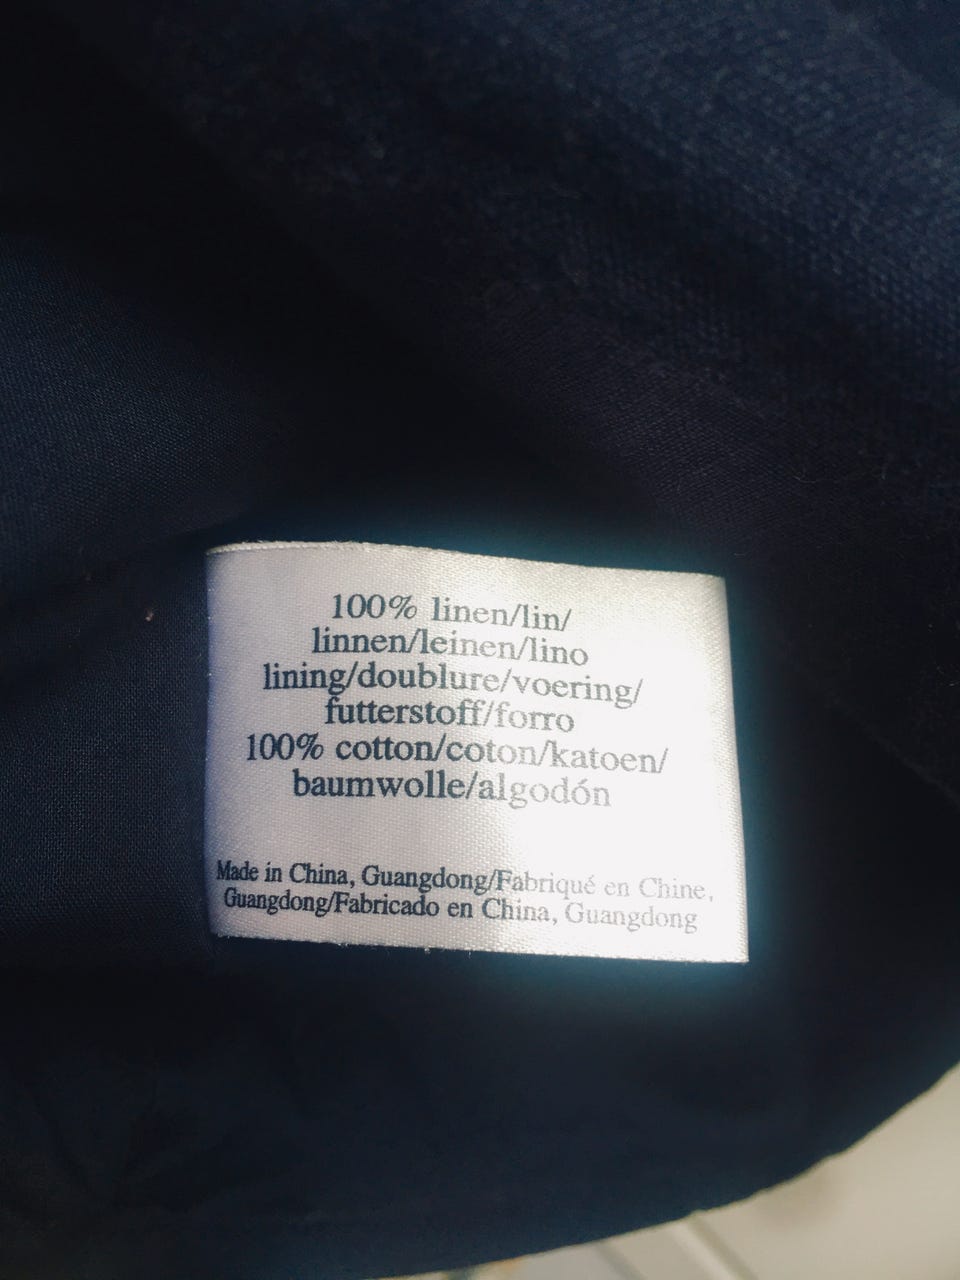 100% linen/lin/
linnen/leinen/lino
lining/doublure/voering/
futterstoff/forro
100% cotton/coton/katoen/
baumwolle/algodón
Made in China, Guangdong/Fabriqué en Chine,
Guangdong/Fabricado en China, Guangdong